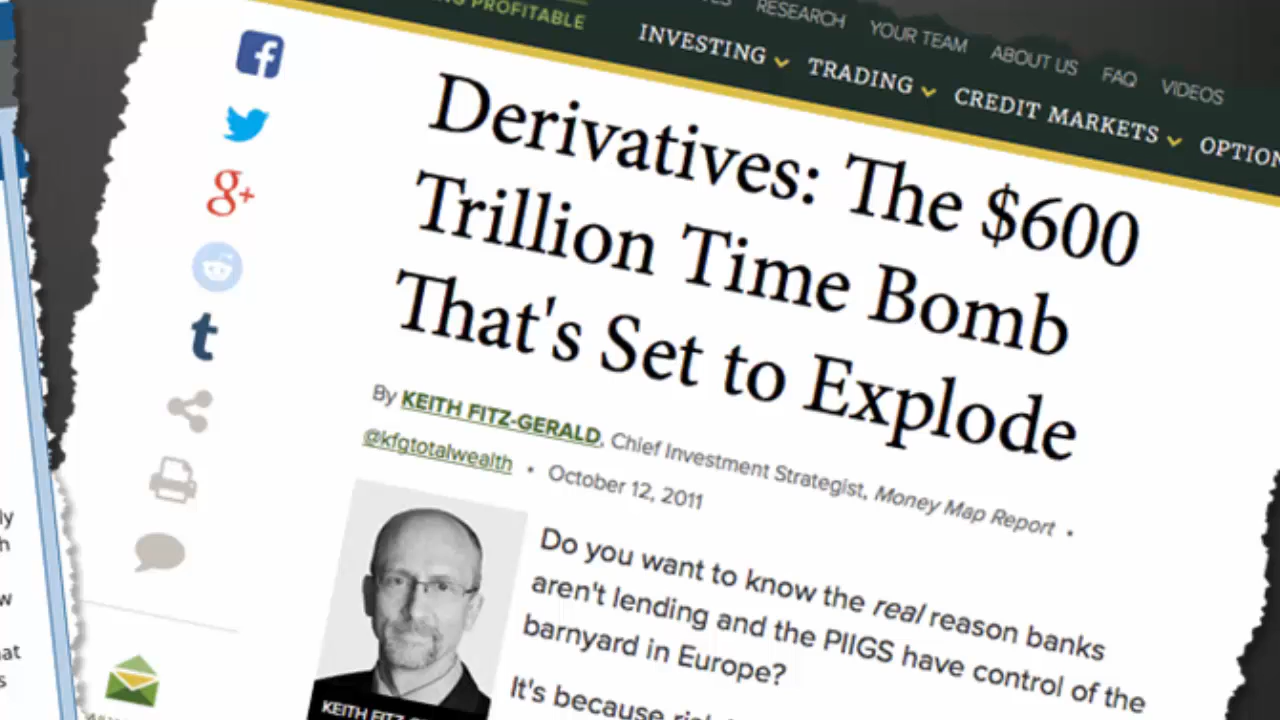 NG PROFITABLE
RESEARCH
YOUR TEAM
ABOUT US
FAQ
VIDEOS
INVESTING
TRADING
CREDIT MARKETS
OPTION
Derivatives: The $600
Trillion Time Bomb
That's Set to Explode
By KEITH FITZ-GERALD, Chief Investment Strategist, Money Map Report •
@kfgtotalwealth • October 12, 2011
Do you want to know the real reason banks
aren't lending and the PIIGS have control of the
barnyard in Europe?
It's because
KEITH FITZ-G